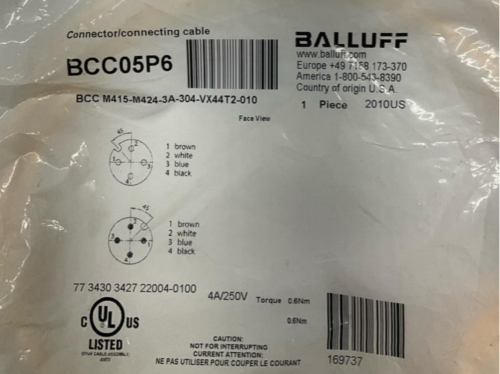 Connector/connecting cable
BCC05P6
BCC M415-M424-3A-304-VX44T2-010
BALLUFF
www.balluff.com
Europe +49 7158 173-370
America 1-800-543-8390
Country of origin U.S.A.
1 Piece 2010US
Face View
45
1 brown
2 white
3 blue
4 black
45
1 brown
2 white
3 blue
4 black
77 3430 3427 22004-0100
4A/250V Torque 0.6Nm
0.6Nm
C UL US
LISTED
CAUTION:
NOT FOR INTERRUPTING
CURRENT ATTENTION:
NE PAS UTILISER POUR COUPER LE COURANT
169737